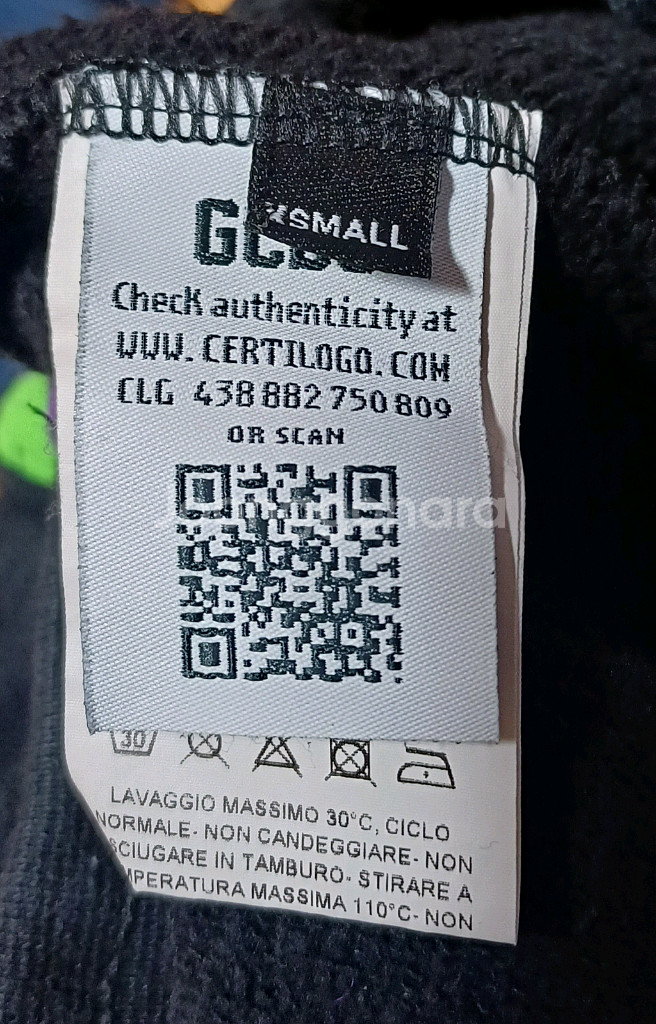 XSMALL
Check authenticity at
WWW.CERTILOGO.COM
CLG 438 882 750 809
OR SCAN
30
LAVAGGIO MASSIMO 30°C, CICLO
NORMALE- NON CANDEGGIARE- NON
SCIUGARE IN TAMBURO- STIRARE A
MPERATURA MASSIMA 110°C- NON